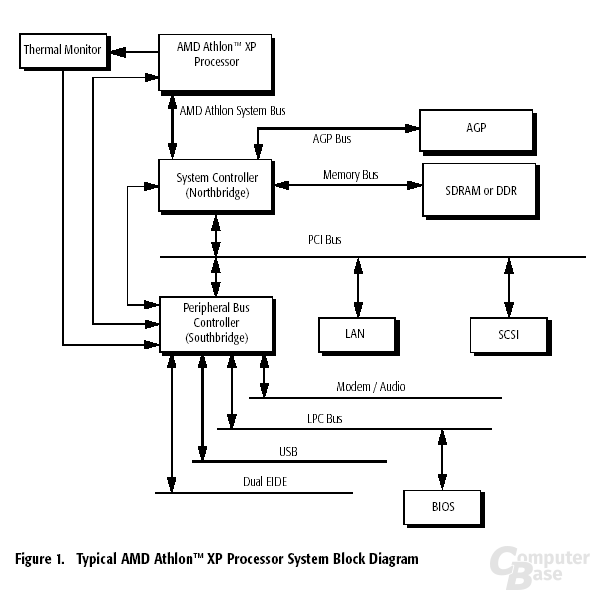 Thermal Monitor
AMD Athlon™ XP
Processor
AMD Athlon System Bus
AGP Bus
AGP
System Controller
(Northbridge)
Memory Bus
SDRAM or DDR
PCI Bus
Peripheral Bus
Controller
(Southbridge)
LAN
SCSI
Modem / Audio
LPC Bus
USB
Dual EIDE
BIOS
Figure 1. Typical AMD Athlon™ XP Processor System Block Diagram
Computer
Base